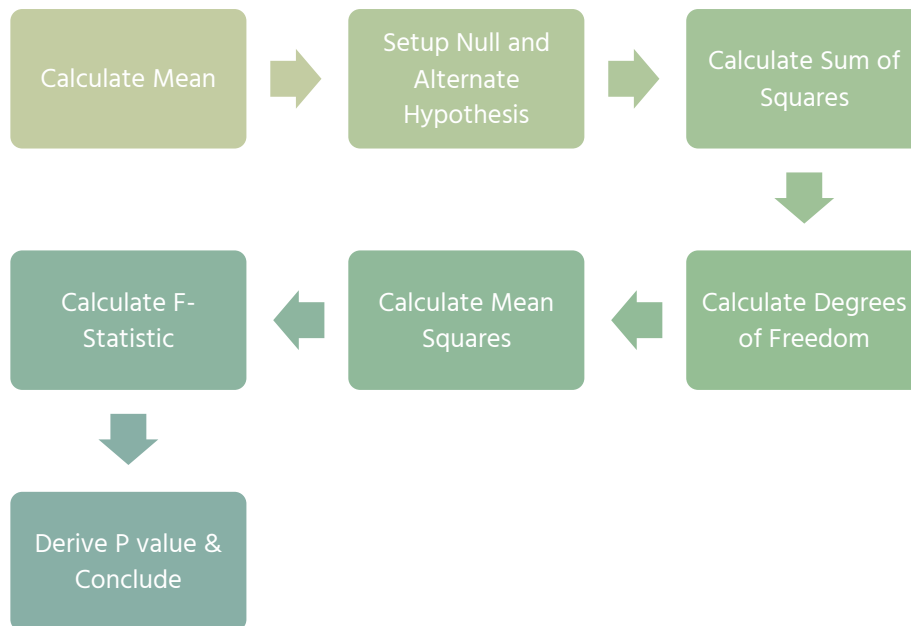 Calculate Mean
Setup Null and
Alternate
Hypothesis
Calculate Sum of
Squares
Calculate Degrees
of Freedom
Calculate Mean
Squares
Calculate F-
Statistic
Derive P value &
Conclude